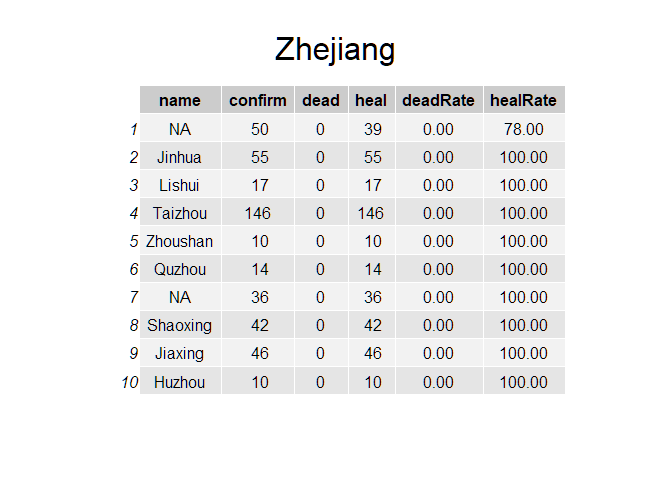 Zhejiang
name confirm dead heal deadRate healRate
1 NA 50 0 39 0.00 78.00
2 Jinhua 55 0 55 0.00 100.00
3 Lishui 17 0 17 0.00 100.00
4 Taizhou 146 0 146 0.00 100.00
5 Zhoushan 10 0 10 0.00 100.00
6 Quzhou 14 0 14 0.00 100.00
7 NA 36 0 36 0.00 100.00
8 Shaoxing 42 0 42 0.00 100.00
9 Jiaxing 46 0 46 0.00 100.00
10 Huzhou 10 0 10 0.00 100.00